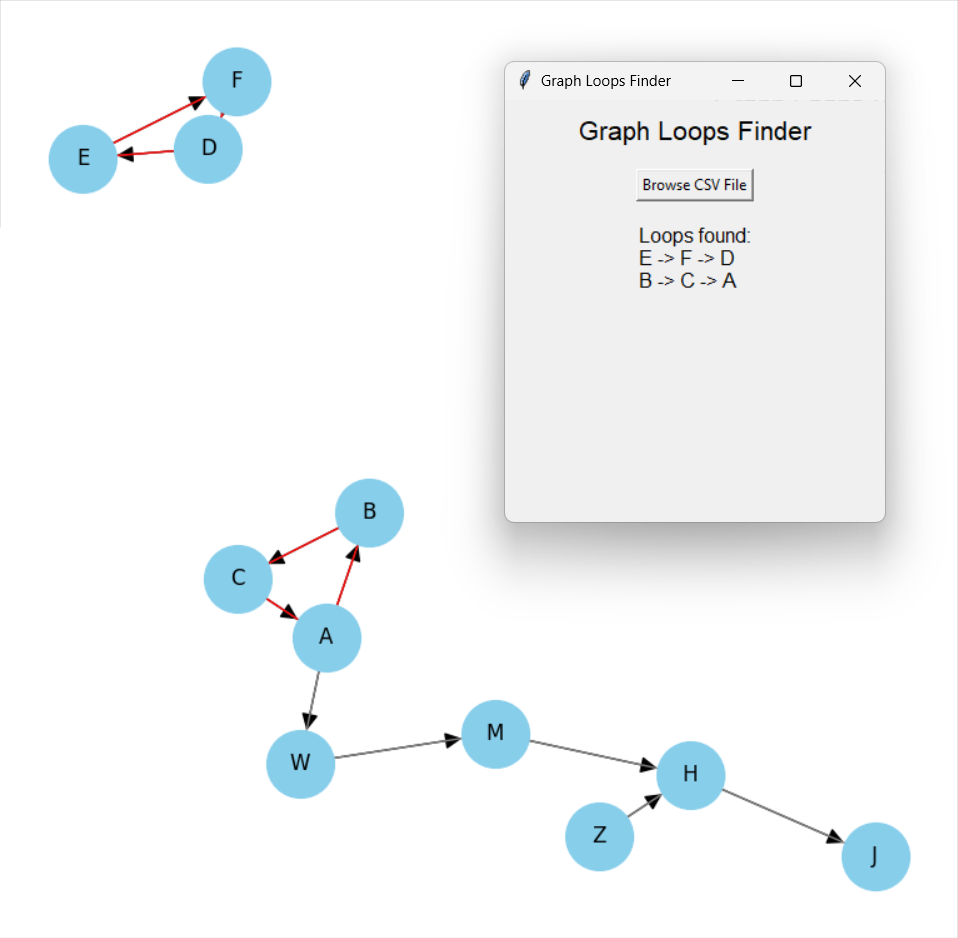 F
E
D
Graph Loops Finder
Graph Loops Finder
Browse CSV File
Loops found:
E -> F -> D
B -> C -> A
B
C
A
W
M
H
Z
J